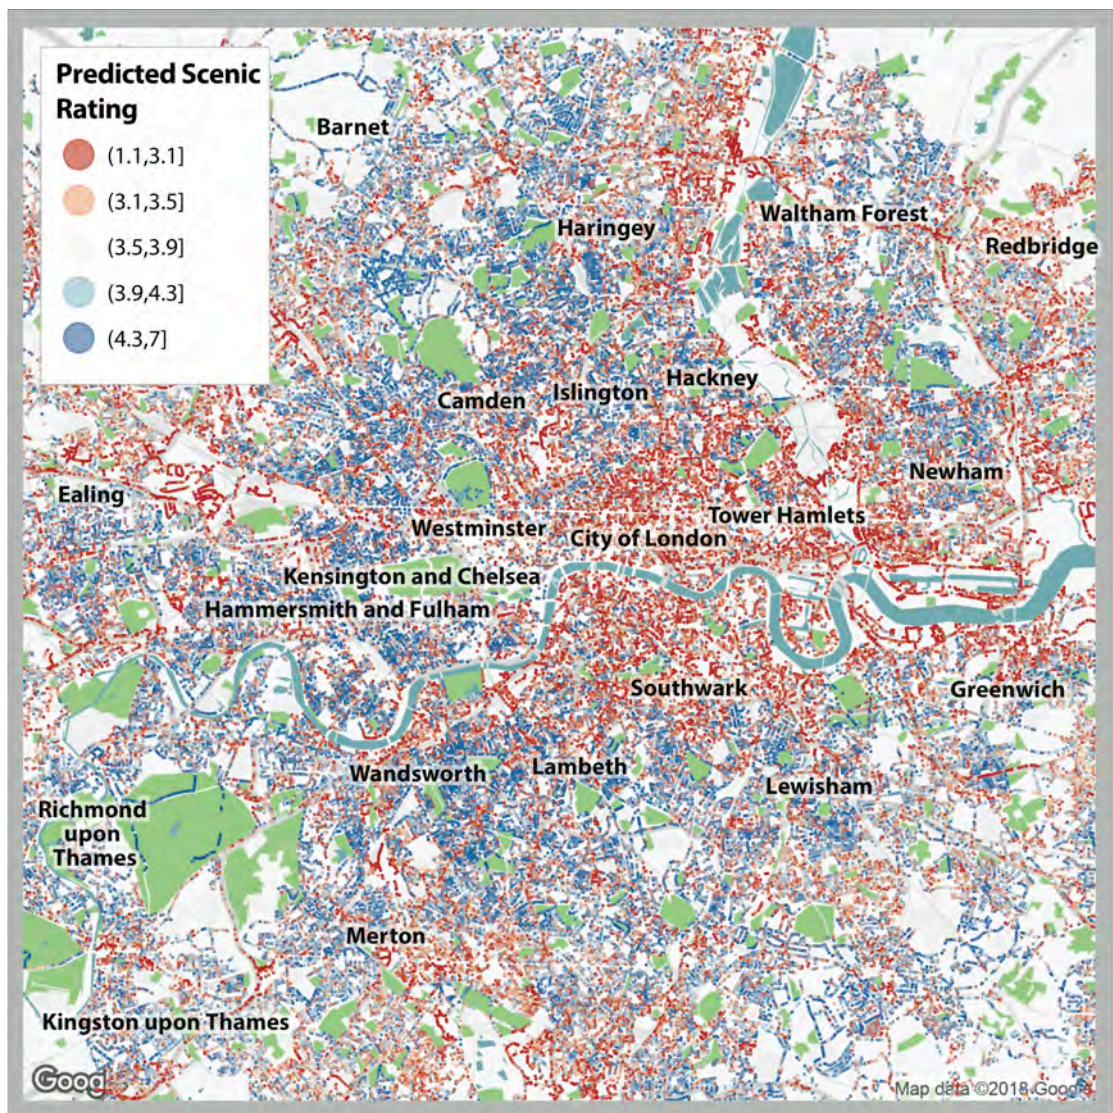 Predicted Scenic
Rating
(1.1,3.1]
(3.1,3.5]
(3.5,3.9]
(3.9,4.3]
(4.3,7]
Barnet
Haringey
Waltham Forest
Redbridge
Hackney
Islington
Camden
Newham
Ealing
Tower Hamlets
Westminster
City of London
Kensington and Chelsea
Hammersmith and Fulham
Southwark
Greenwich
Lambeth
Wandsworth
Lewisham
Richmond
upon
Thames
Merton
Kingston upon Thames
Goog
Map data ©2018 Google